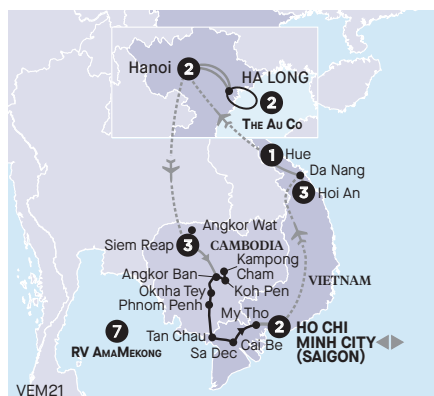 Hanoi 2
HA LONG
2
THE AU CO
1 Hue
Da Nang
3 Hoi An
Angkor Wat
Siem Reap 3
CAMBODIA
Kampong
Cham
Angkor Ban
Koh Pen
Oknha Tey
Phnom Penh
VIETNAM
My Tho
2 HO CHI
MINH CITY
(SAIGON)
7
RV AMAMEKONG
Tan Chau
Cai Be
Sa Dec
VEM21